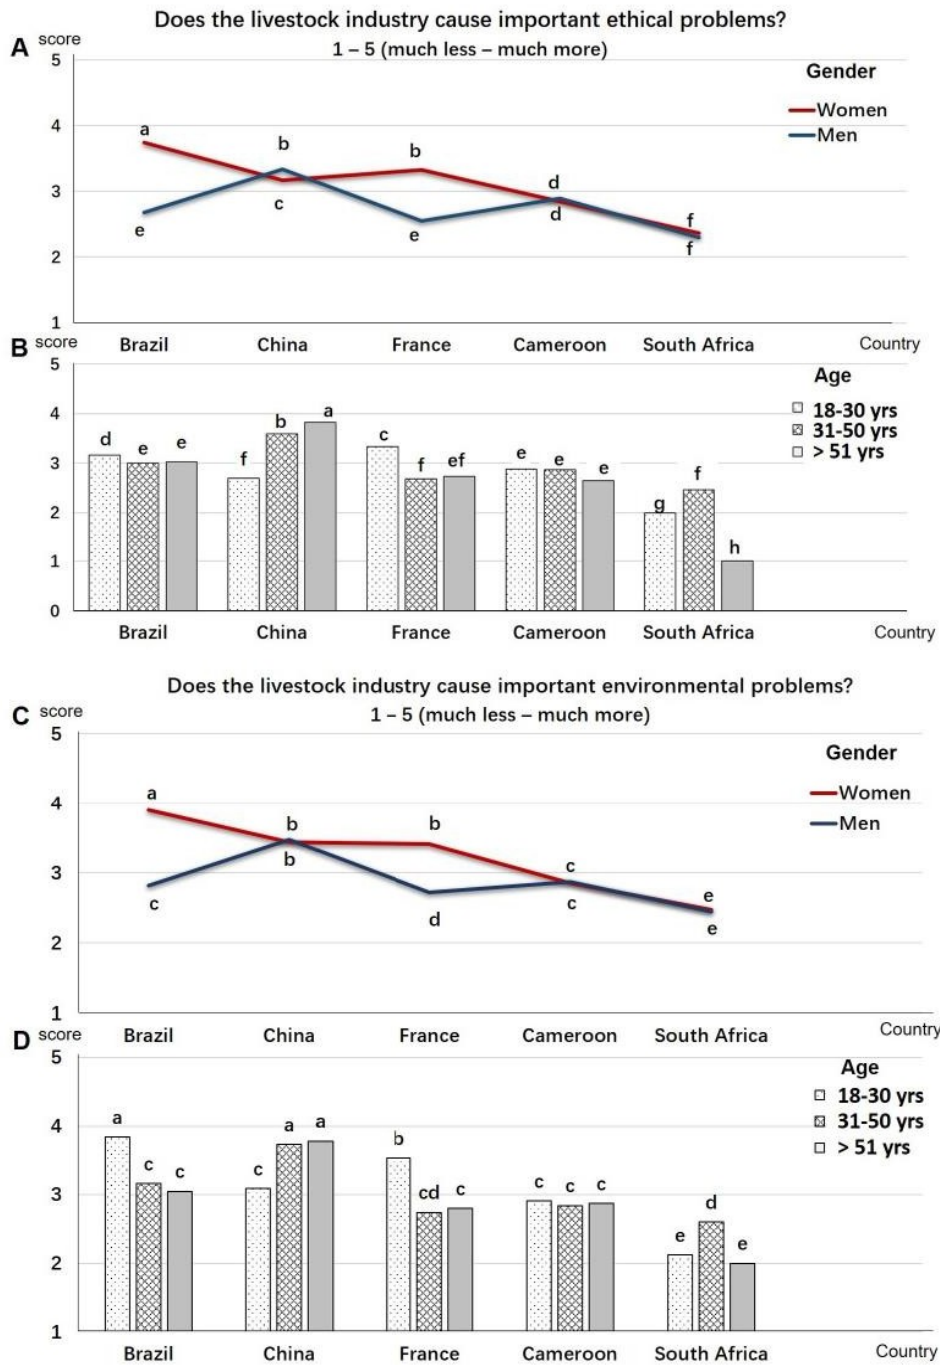 Does the livestock industry cause important ethical problems?
A score
1 – 5 (much less – much more)
5
Gender
Women
4
a
b
b
Men
3
c
d
d
e
e
f
f
2
1
Brazil China France Cameroon South Africa Country
B score
5
Age
18-30 yrs
31-50 yrs
> 51 yrs
4
d e e
f b a
c f ef
e e e
g f h
3
2
1
0
Brazil China France Cameroon South Africa Country
Does the livestock industry cause important environmental problems?
C score
1 – 5 (much less – much more)
5
Gender
Women
Men
4
a
b
b
b
3
c
c
c
d
e
e
2
1
Brazil China France Cameroon South Africa Country
D score
5
Age
18-30 yrs
31-50 yrs
> 51 yrs
4
a c c
c a a
b cd c
c c c
e d e
3
2
1
Brazil China France Cameroon South Africa Country